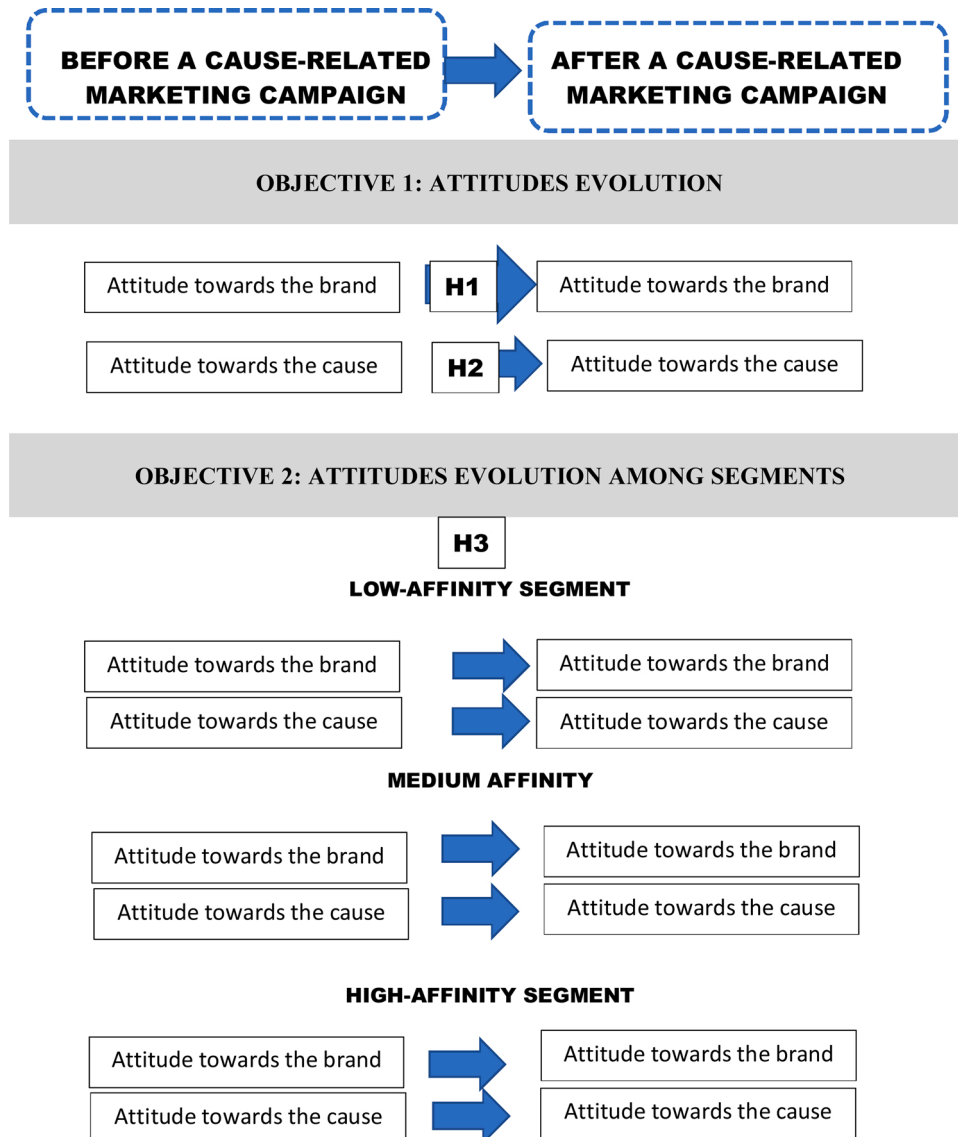 BEFORE A CAUSE-RELATED
MARKETING CAMPAIGN
AFTER A CAUSE-RELATED
MARKETING CAMPAIGN
OBJECTIVE 1: ATTITUDES EVOLUTION
Attitude towards the brand
H1
Attitude towards the brand
Attitude towards the cause
H2
Attitude towards the cause
OBJECTIVE 2: ATTITUDES EVOLUTION AMONG SEGMENTS
H3
LOW-AFFINITY SEGMENT
Attitude towards the brand
Attitude towards the brand
Attitude towards the cause
Attitude towards the cause
MEDIUM AFFINITY
Attitude towards the brand
Attitude towards the brand
Attitude towards the cause
Attitude towards the cause
HIGH-AFFINITY SEGMENT
Attitude towards the brand
Attitude towards the brand
Attitude towards the cause
Attitude towards the cause